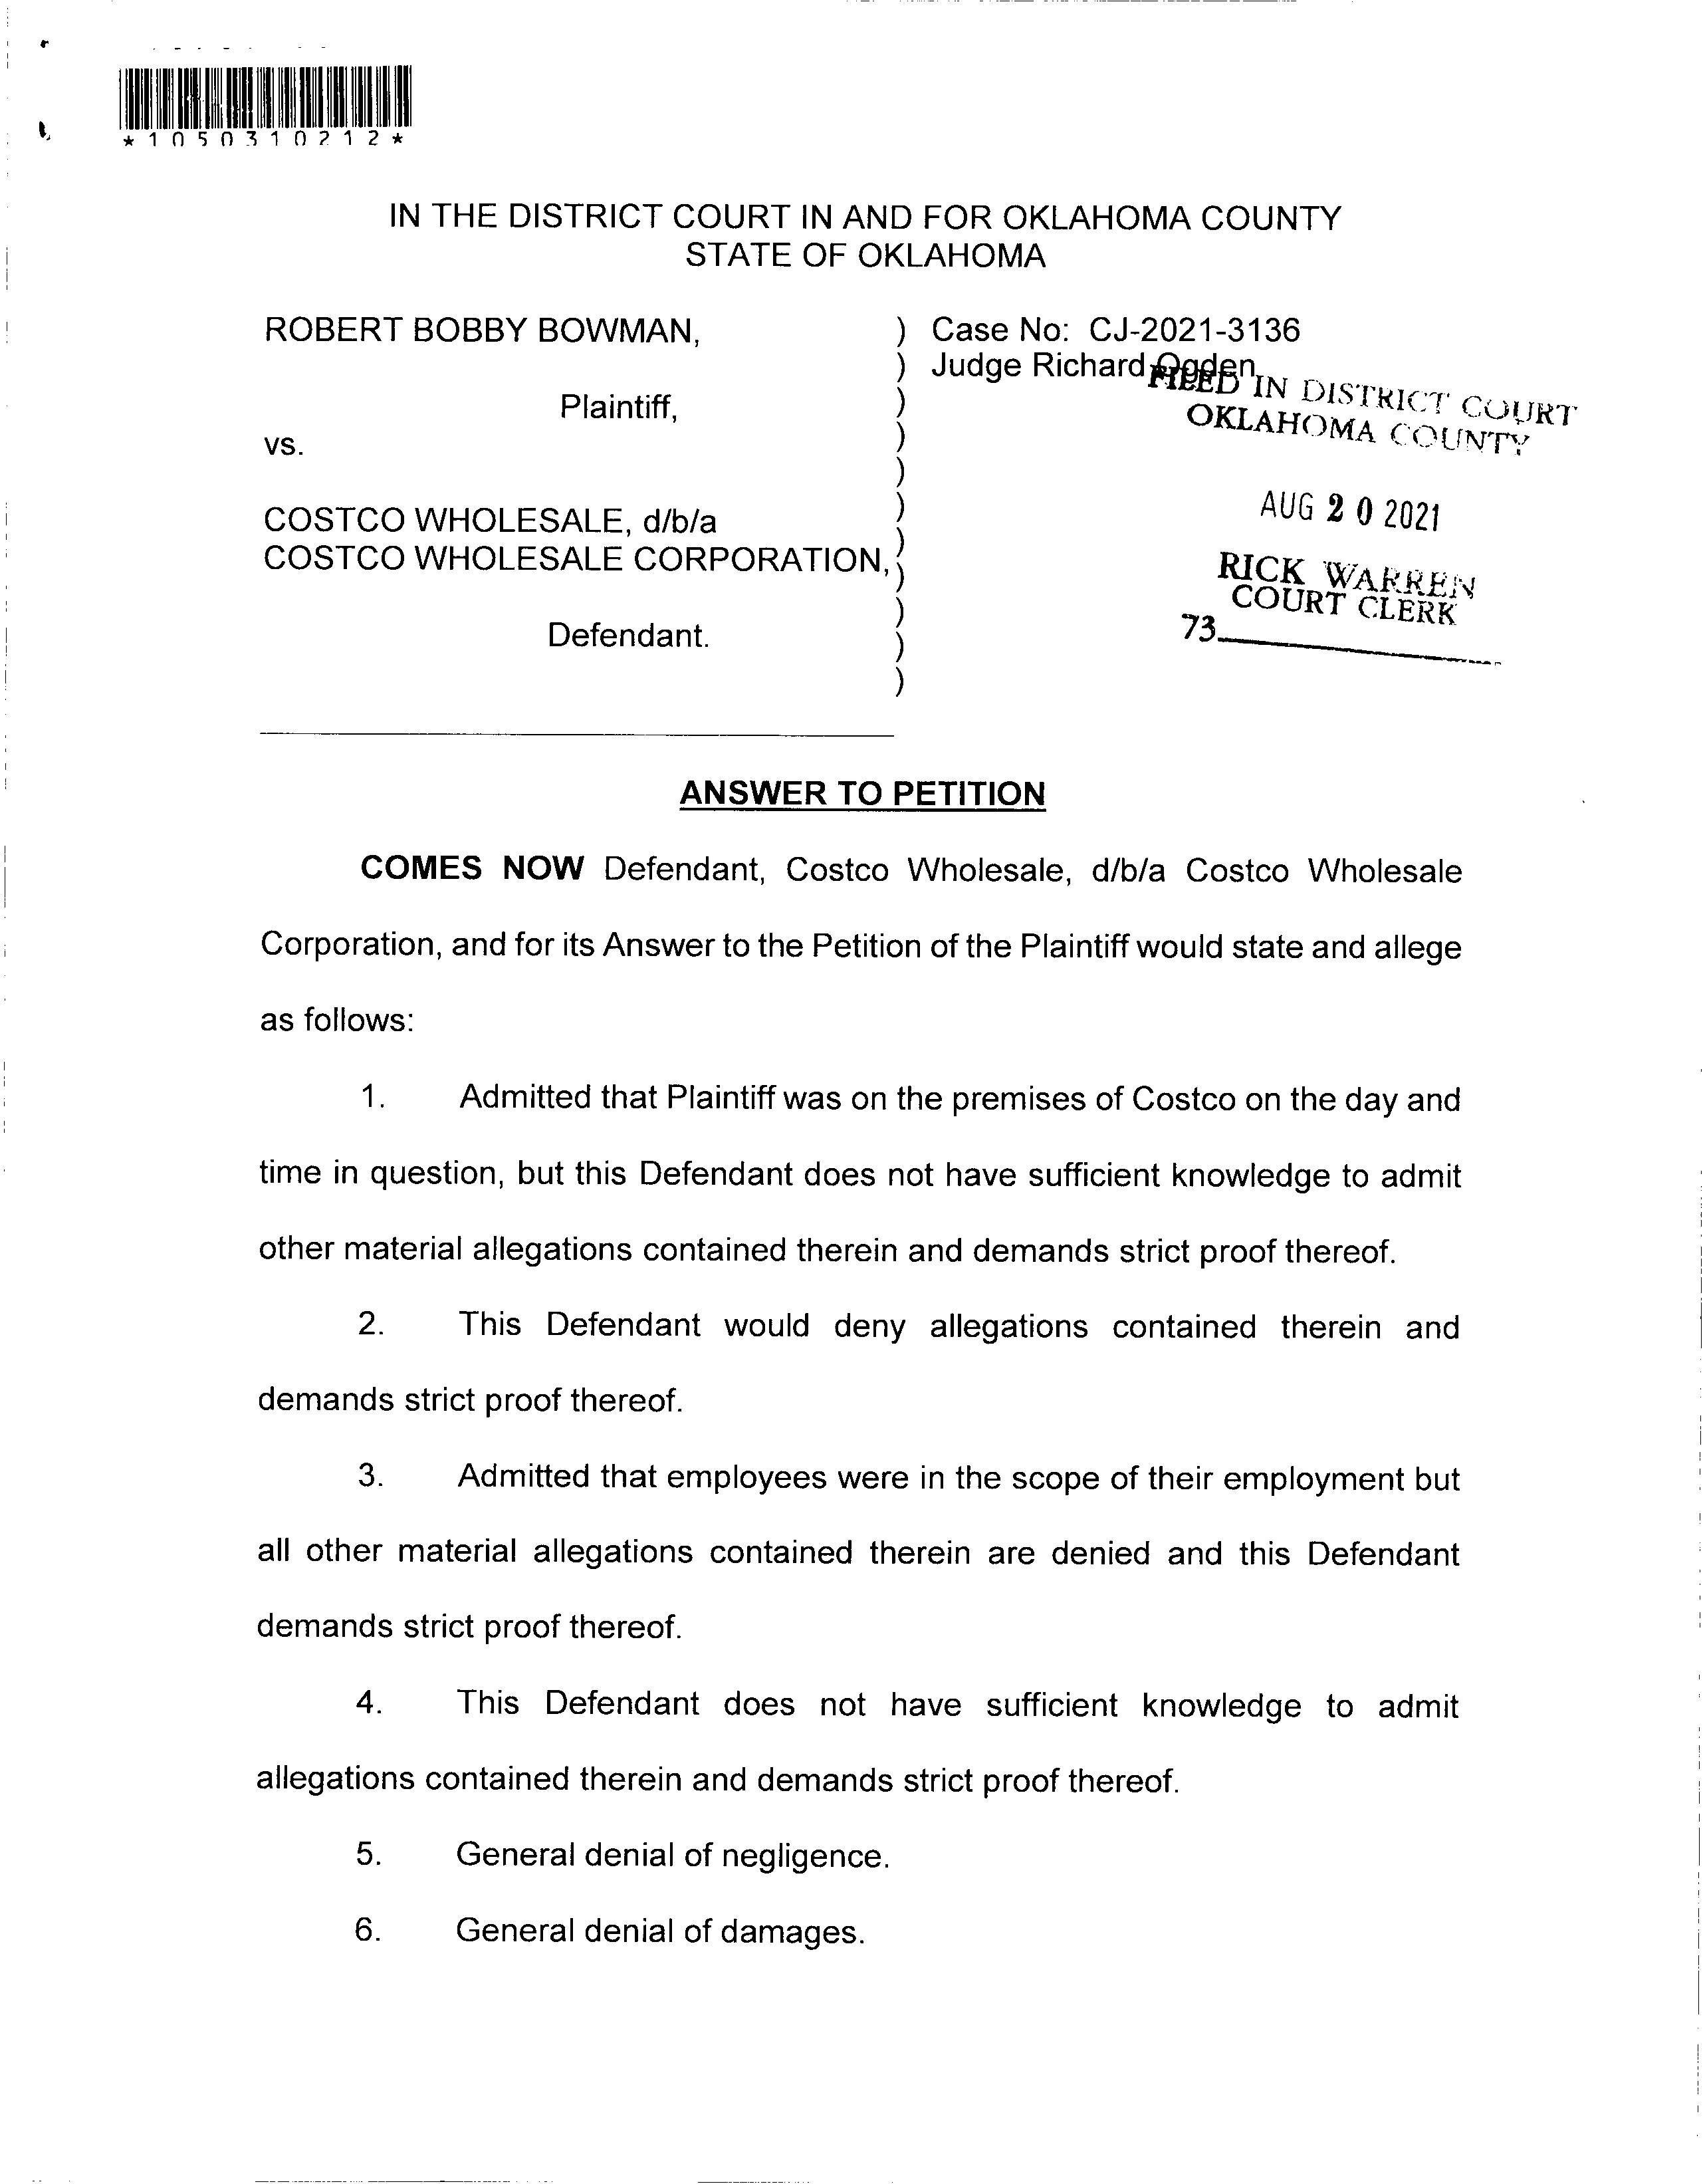 *1050310212*
IN THE DISTRICT COURT IN AND FOR OKLAHOMA COUNTY
STATE OF OKLAHOMA
ROBERT BOBBY BOWMAN,
Plaintiff,
vs.
COSTCO WHOLESALE, d/b/a
COSTCO WHOLESALE CORPORATION,
Defendant.
)
)
)
)
)
)
)
)
)
)
)
Case No: CJ-2021-3136
Judge Richard Ogden
FILED IN DISTRICT COURT
OKLAHOMA COUNTY
AUG 20 2021
RICK WARREN
COURT CLERK
73
ANSWER TO PETITION
COMES NOW Defendant, Costco Wholesale, d/b/a Costco Wholesale
Corporation, and for its Answer to the Petition of the Plaintiff would state and allege
as follows:
1. Admitted that Plaintiff was on the premises of Costco on the day and
time in question, but this Defendant does not have sufficient knowledge to admit
other material allegations contained therein and demands strict proof thereof.
2. This Defendant would deny allegations contained therein and
demands strict proof thereof.
3. Admitted that employees were in the scope of their employment but
all other material allegations contained therein are denied and this Defendant
demands strict proof thereof.
4. This Defendant does not have sufficient knowledge to admit
allegations contained therein and demands strict proof thereof.
5. General denial of negligence.
6. General denial of damages.